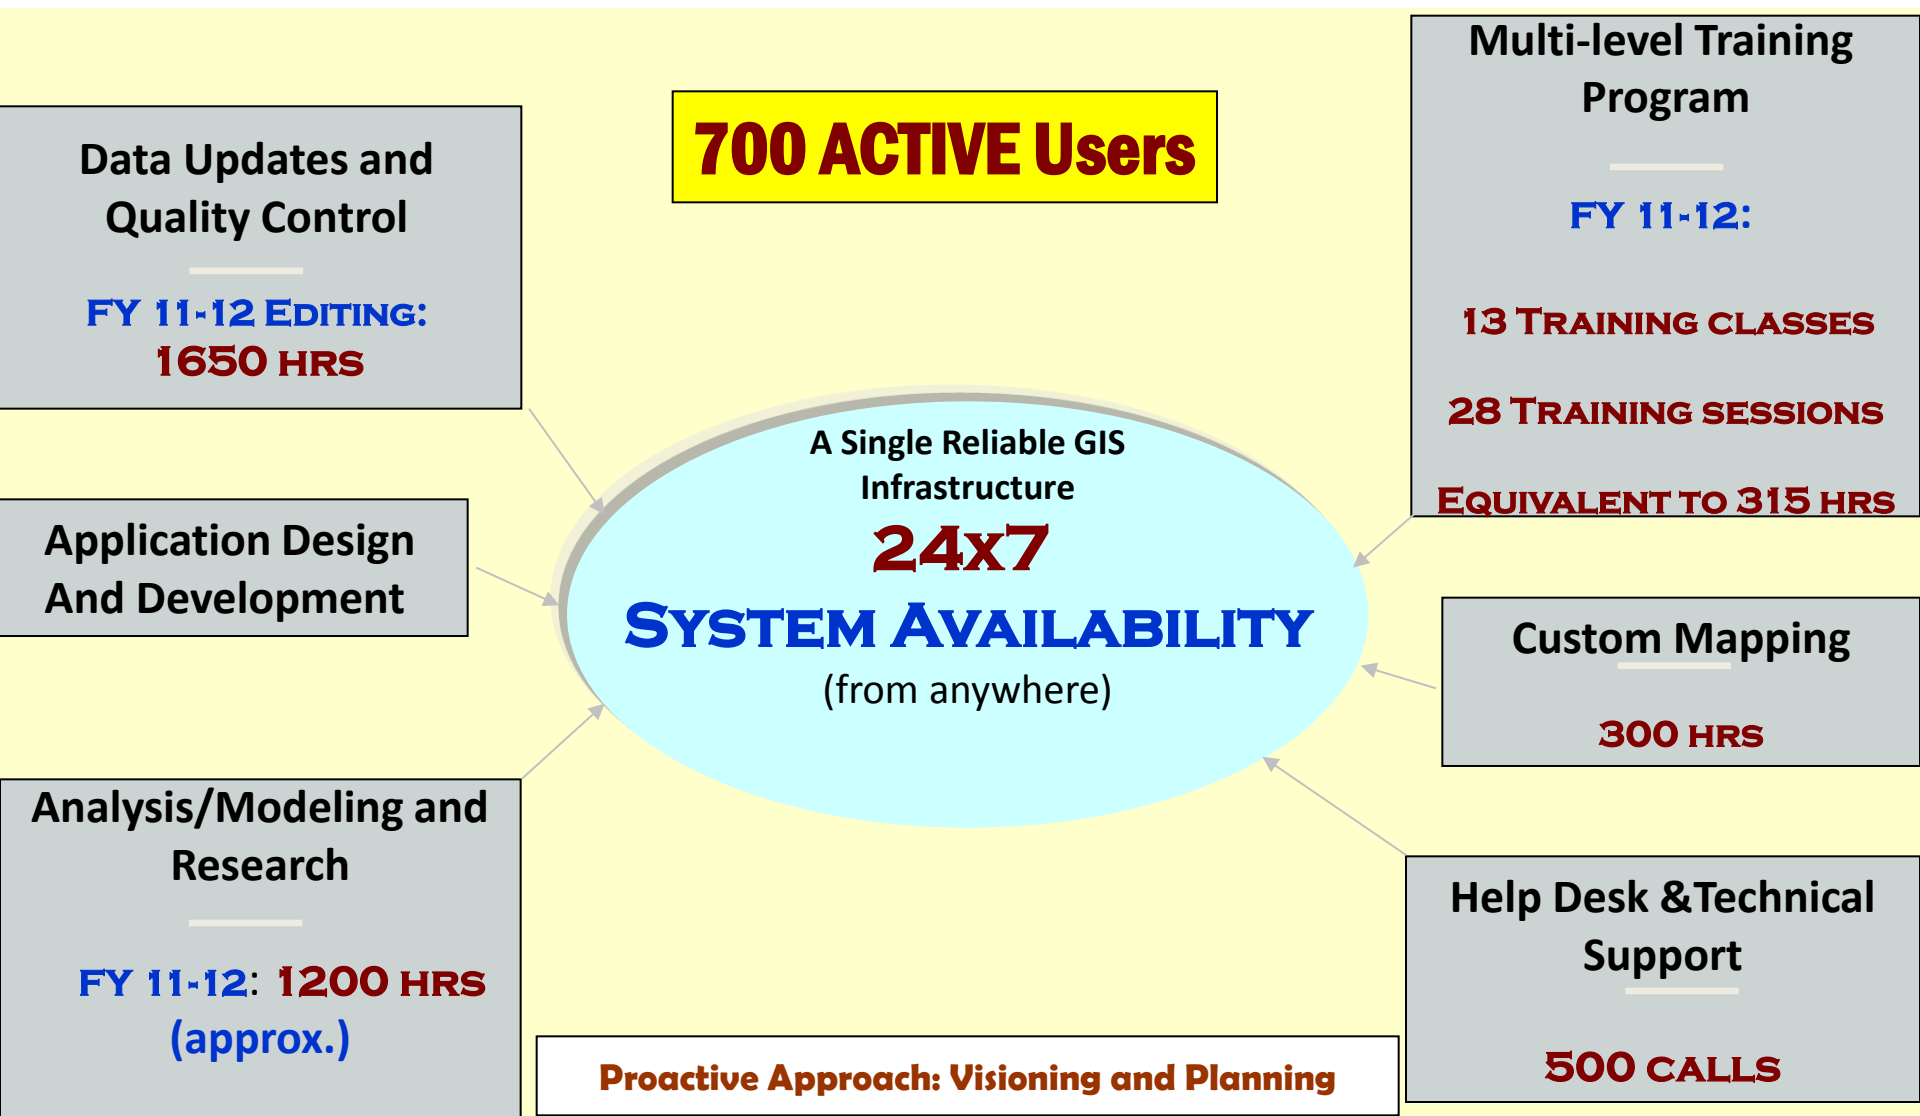 700 ACTIVE Users
Data Updates and
Quality Control
FY 11-12 EDITING:
1650 HRS
Application Design
And Development
Analysis/Modeling and
Research
FY 11-12: 1200 HRS
(approx.)
A Single Reliable GIS
Infrastructure
24x7
SYSTEM AVAILABILITY
(from anywhere)
Multi-level Training
Program
FY 11-12:
13 TRAINING CLASSES
28 TRAINING SESSIONS
EQUIVALENT TO 315 HRS
Custom Mapping
300 HRS
Help Desk &Technical
Support
500 CALLS
Proactive Approach: Visioning and Planning